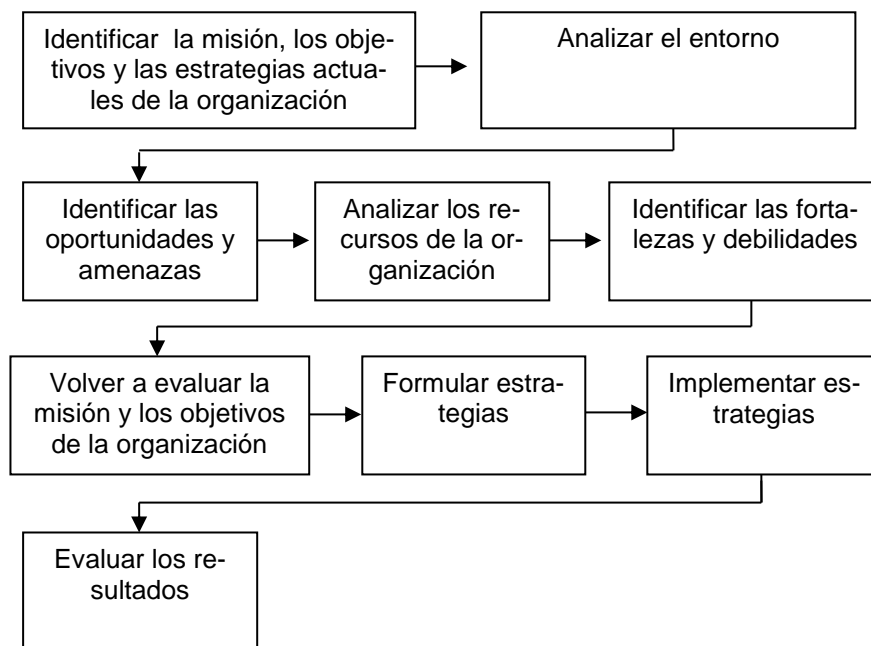 Identificar la misión, los obje-
tivos y las estrategias actua-
les de la organización
Analizar el entorno
Identificar las
oportunidades y
amenazas
Analizar los re-
cursos de la or-
ganización
Identificar las forta-
lezas y debilidades
Volver a evaluar la
misión y los objetivos
de la organización
Formular estra-
tegias
Implementar es-
trategias
Evaluar los re-
sultados